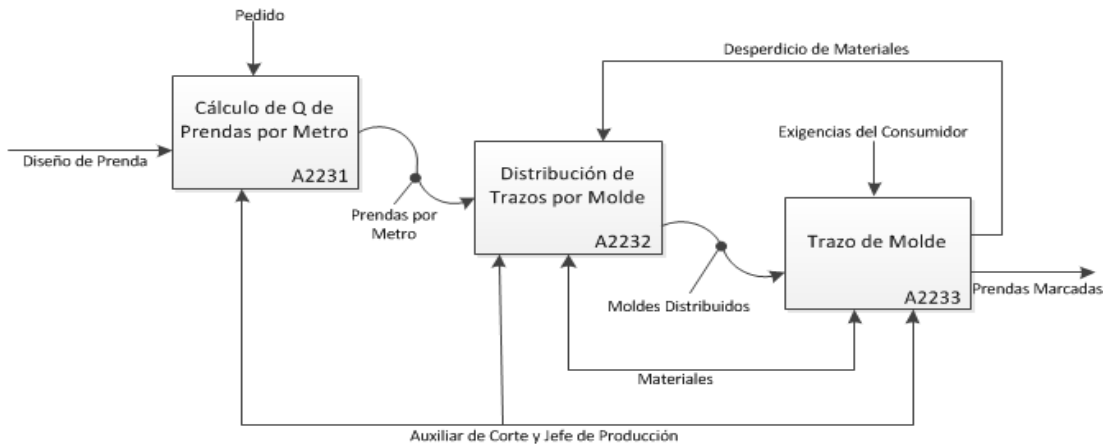 Pedido
Cálculo de Q de
Prendas por Metro
A2231
Diseño de Prenda
Prendas por
Metro
Distribución de
Trazos por Molde
A2232
Desperdicio de Materiales
Exigencias del Consumidor
Trazo de Molde
A2233
Moldes Distribuidos
Prendas Marcadas
Materiales
Auxiliar de Corte y Jefe de Producción